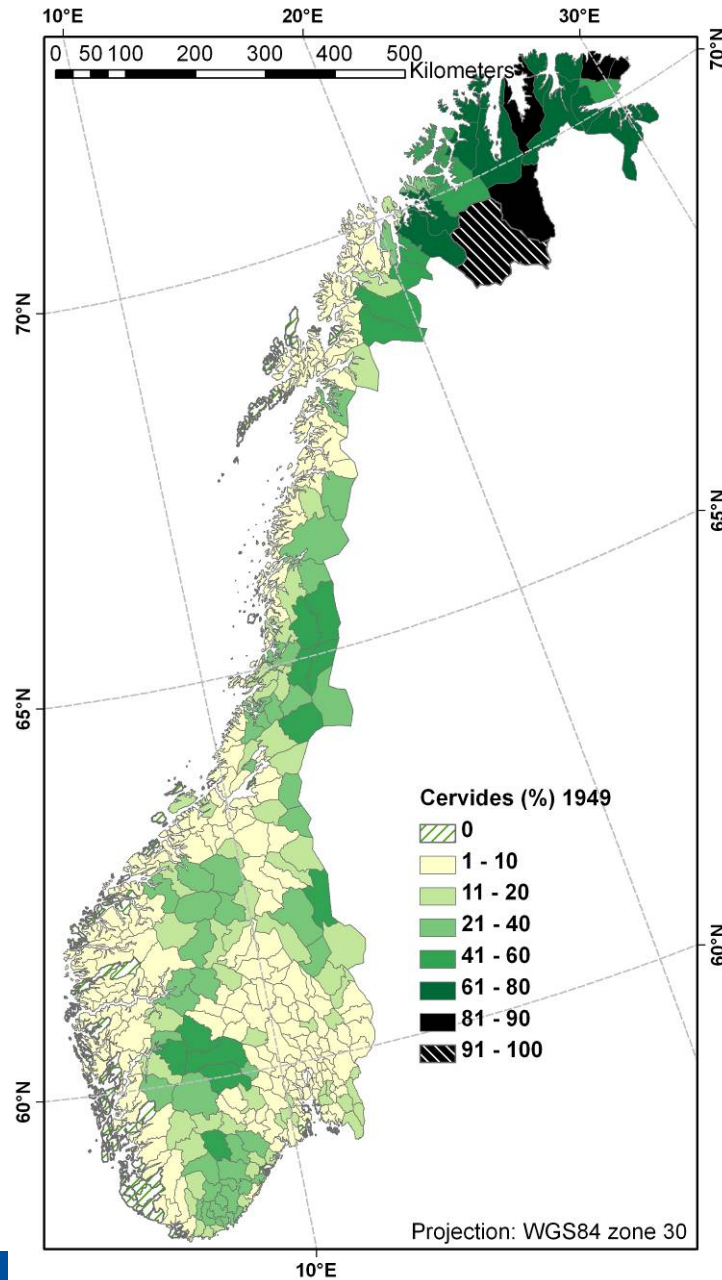 10°E 20°E 30°E
0 50 100 200 300 400 500
Kilometers
70°N
70°N
65°N
65°N
Cervides (%) 1949
0
1 - 10
11 - 20
21 - 40
41 - 60
61 - 80
81 - 90
91 - 100
60°N
60°N
Projection: WGS84 zone 30
10°E